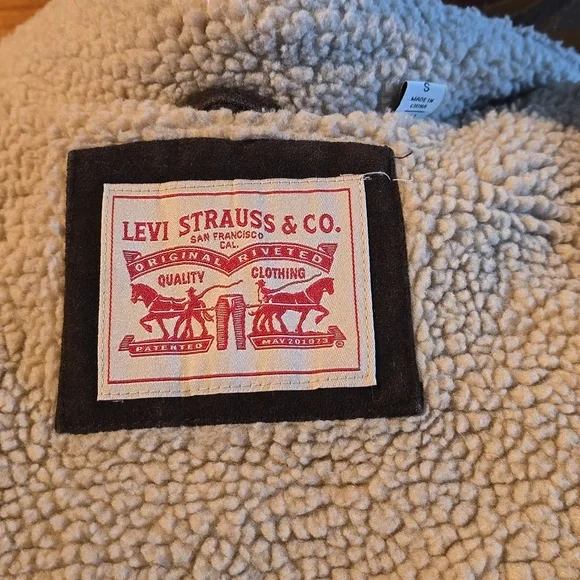 S
MADE IN
CHINA
LEVI STRAUSS & CO.
SAN FRANCISCO
CAL.
ORIGINAL RIVETED
QUALITY CLOTHING
PATENTED MAY 20 1873
®